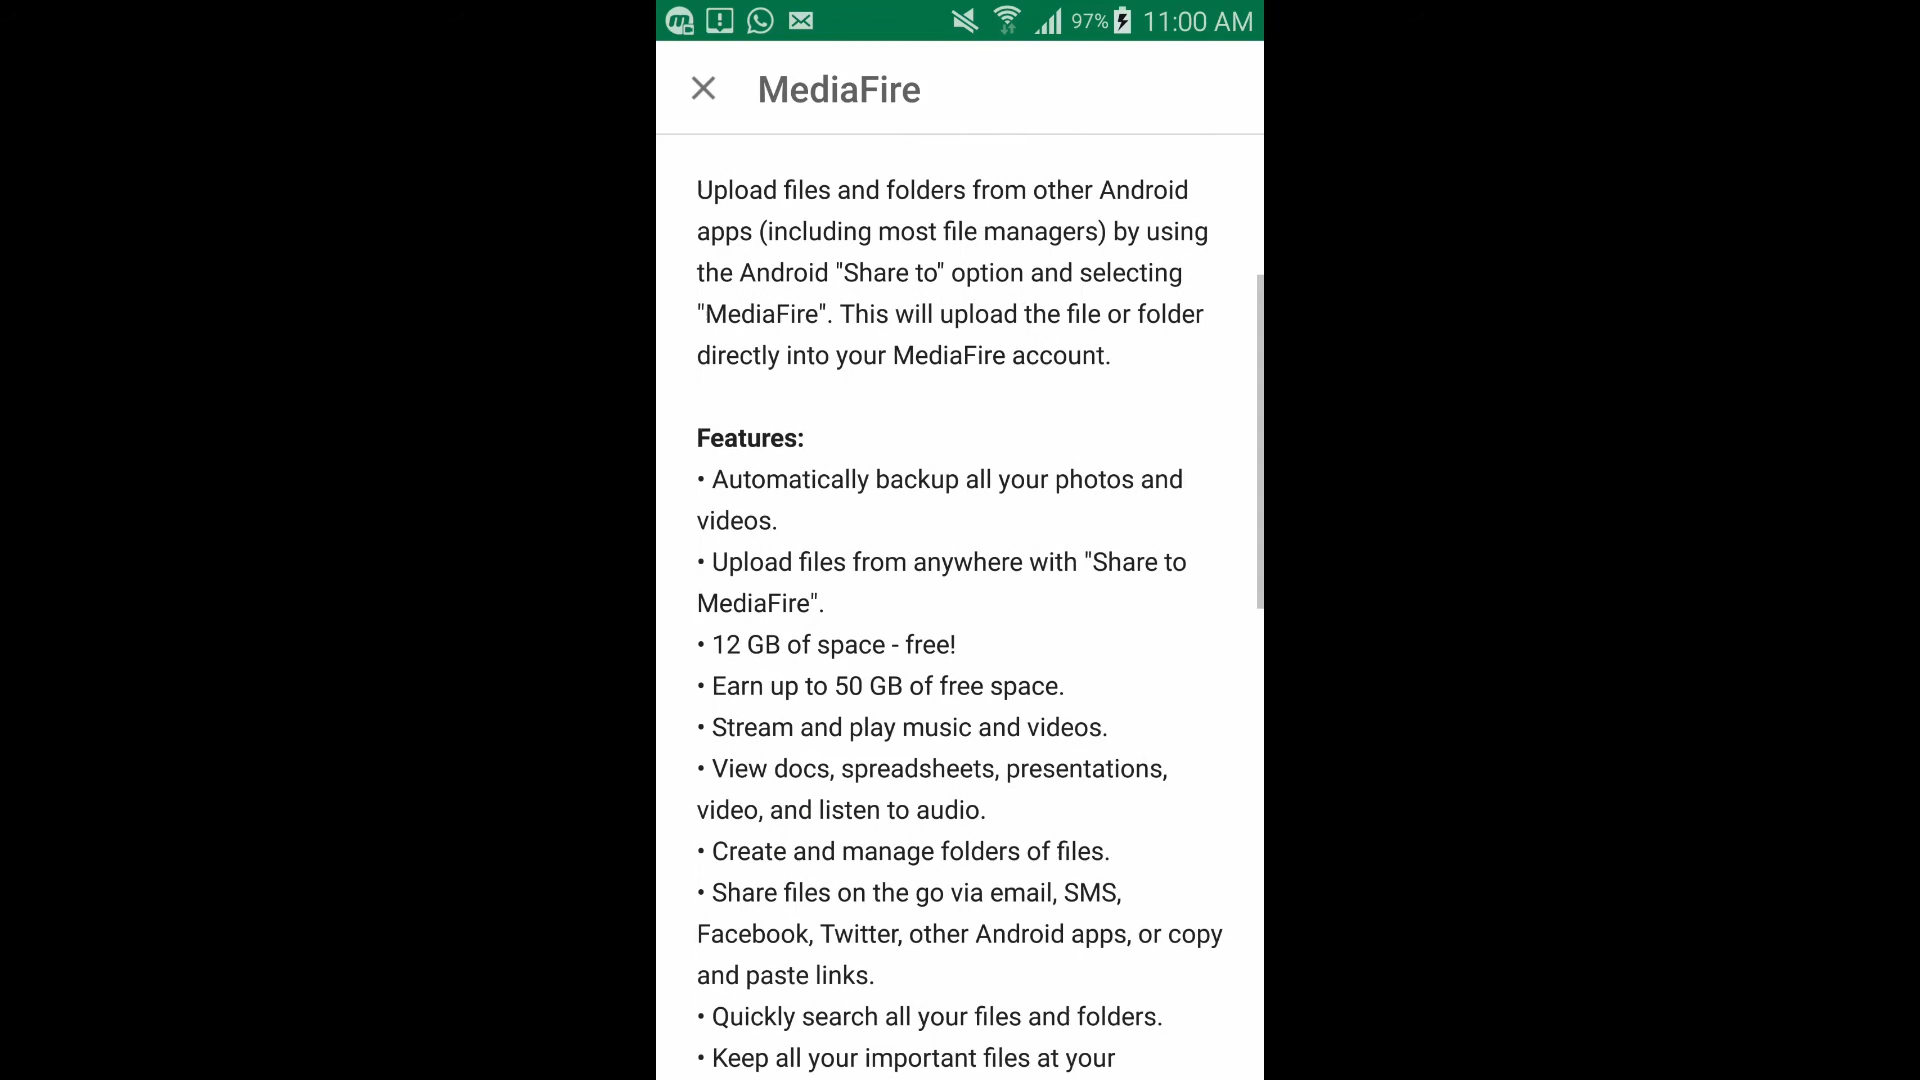 97% 11:00 AM
MediaFire
Upload files and folders from other Android
apps (including most file managers) by using
the Android "Share to" option and selecting
"MediaFire". This will upload the file or folder
directly into your MediaFire account.
Features:
• Automatically backup all your photos and
videos.
• Upload files from anywhere with "Share to
MediaFire".
• 12 GB of space - free!
• Earn up to 50 GB of free space.
• Stream and play music and videos.
• View docs, spreadsheets, presentations,
video, and listen to audio.
• Create and manage folders of files.
• Share files on the go via email, SMS,
Facebook, Twitter, other Android apps, or copy
and paste links.
• Quickly search all your files and folders.
• Keep all your important files at your